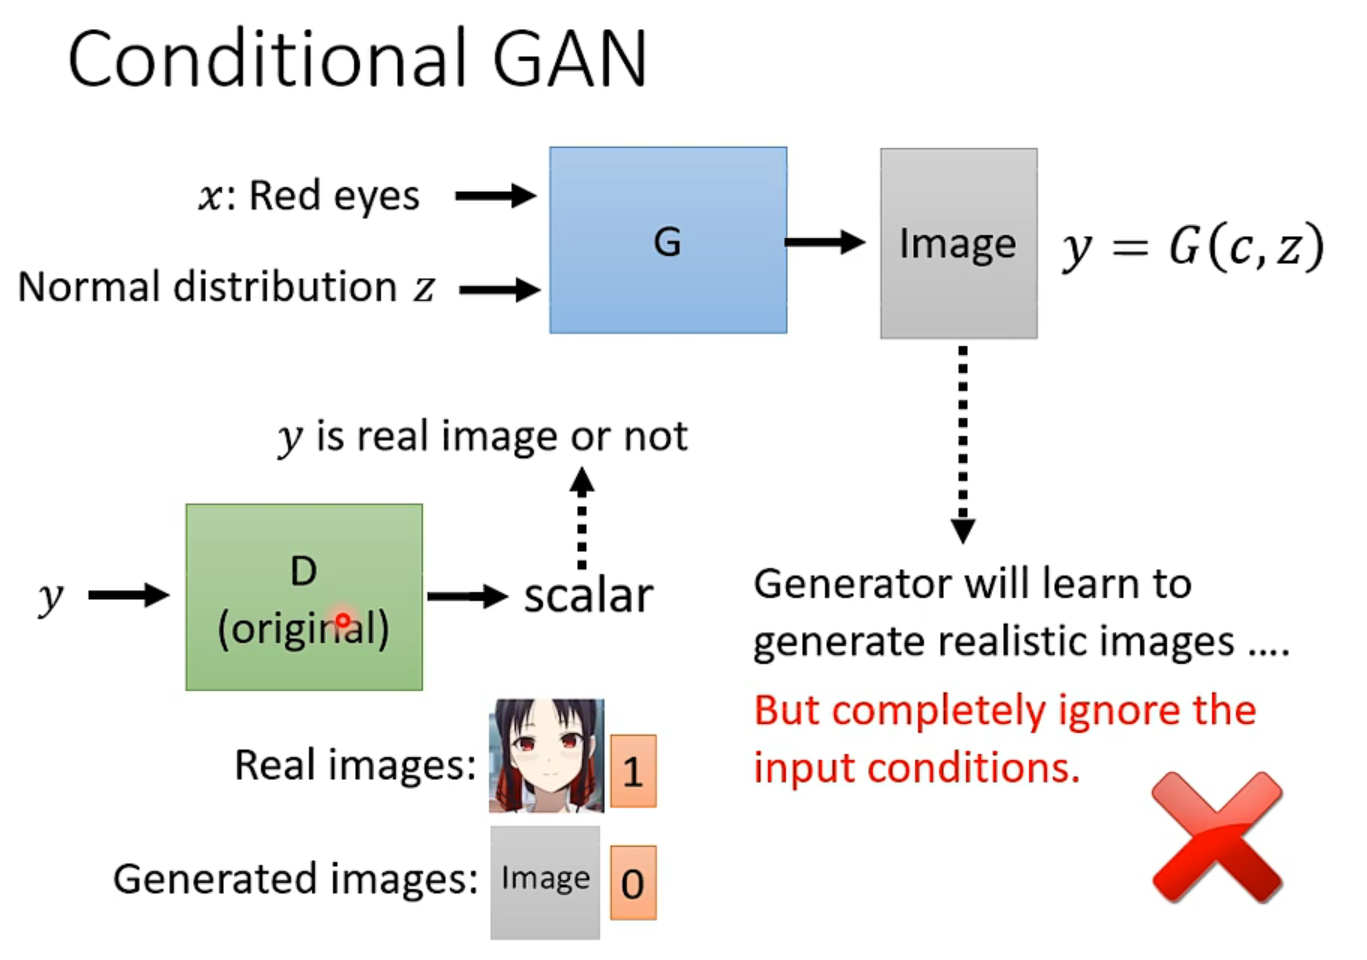 Conditional GAN
x: Red eyes
Normal distribution z
G
Image
y = G(c, z)
y is real image or not
y
D
(original)
scalar
Generator will learn to
generate realistic images ....
But completely ignore the
input conditions.
Real images:
1
Generated images:
Image
0